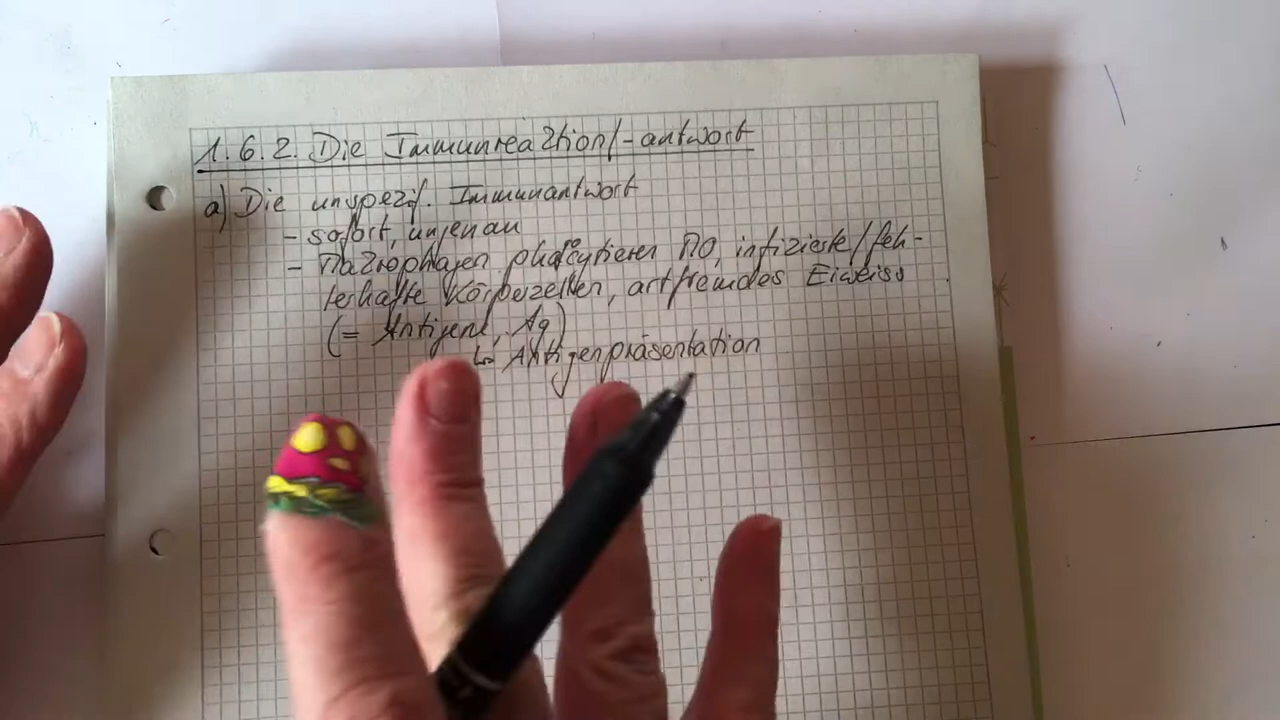 1.6.2. Die Immunreaktion/-antwort
a) Die unspezif. Immunantwort
- sofort, ungenau
- Makrophagen phagcytieren MO, infizierte/feh-
lerhafte Körperzellen, artfremdes Eiweiss
(= Antigene, Ag)
↳ Antigenpräsentation